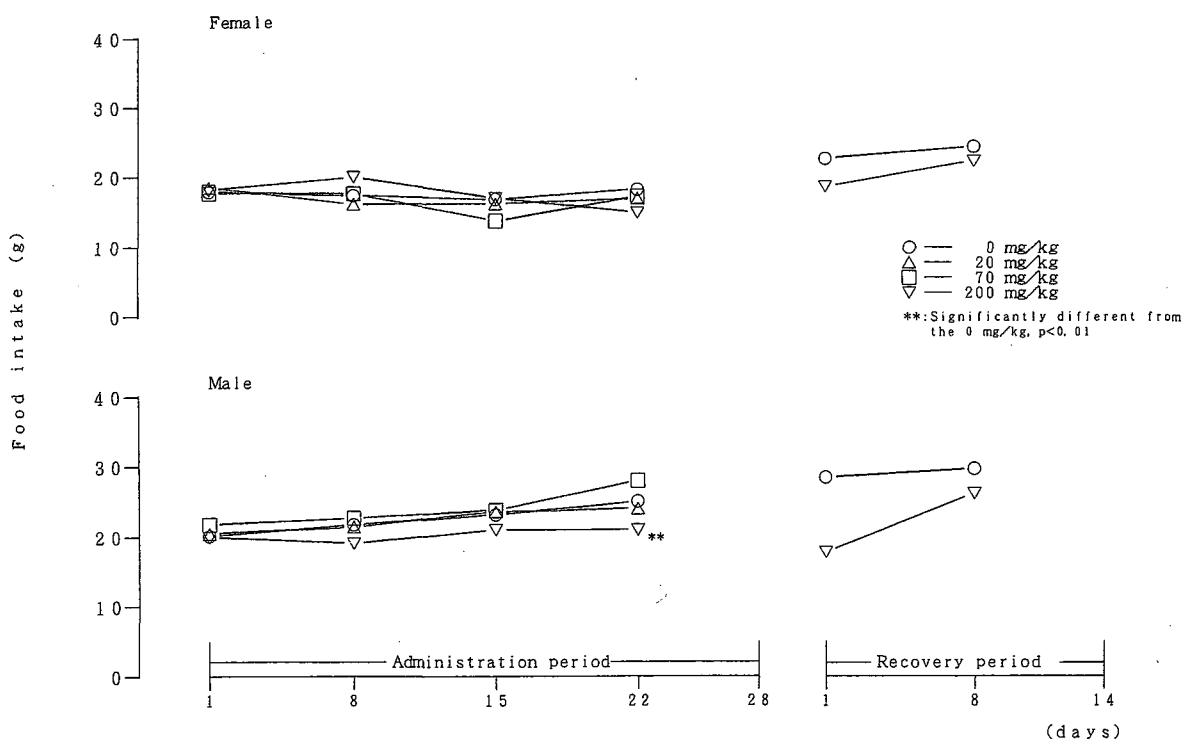 Female
40
30
20
10
0
Food intake (g)
0 mg/kg
20 mg/kg
70 mg/kg
200 mg/kg
**:Significantly different from
the 0 mg/kg, p<0.01
Male
40
30
20
10
0
**
Administration period
Recovery period
1 8 15 22 28 1 8 14
(days)